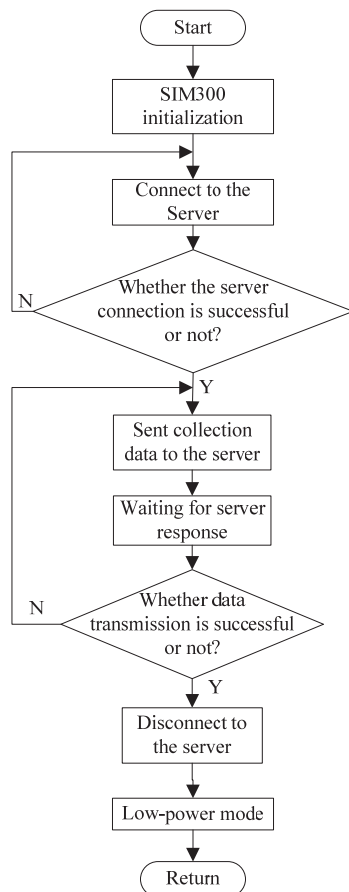 Start
SIM300
initialization
Connect to the
Server
Whether the server
connection is successful
or not?
N
Y
Sent collection
data to the server
Waiting for server
response
Whether data
transmission is successful
or not?
N
Y
Disconnect to
the server
Low-power mode
Return